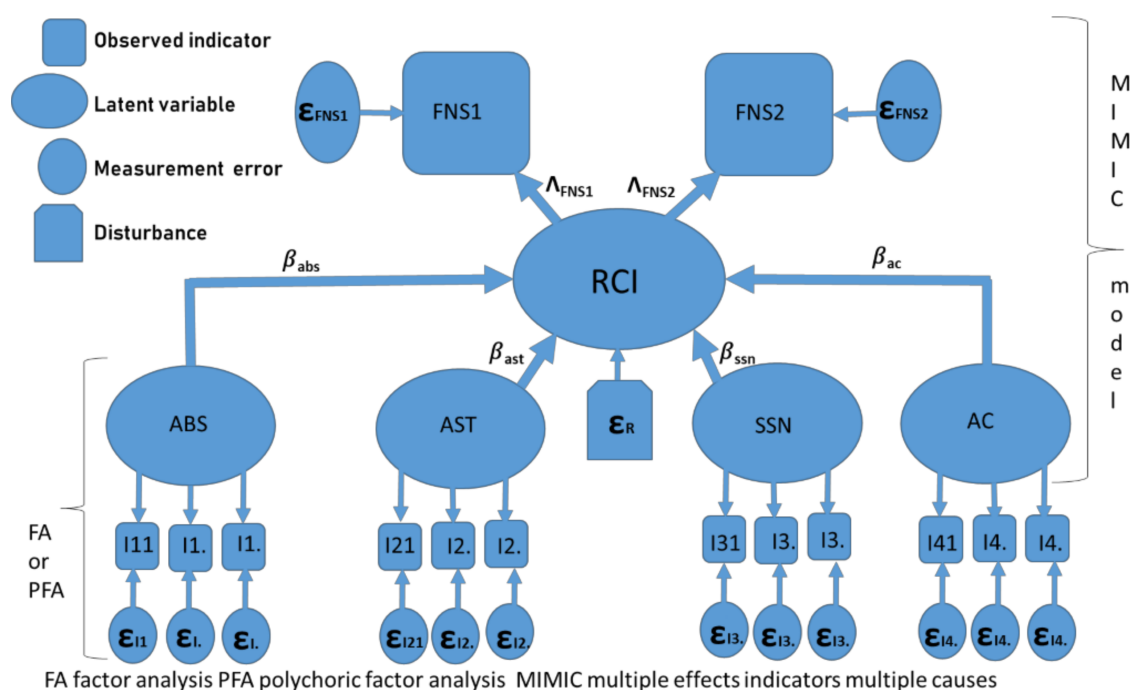 Observed indicator
Latent variable
Measurement error
Disturbance
εFNS1
FNS1
FNS2
εFNS2
ΛFNS1
ΛFNS2
MIMIC
model
βabs
RCI
βac
βast
βssn
ABS
AST
εR
SSN
AC
FA
or
PFA
I11 I1. I1.
I21 I2. I2.
I31 I3. I3.
I41 I4. I4.
εI1 εI. εI.
εI21 εI2. εI2.
εI3. εI3. εI3.
εI4. εI4. εI4.
FA factor analysis PFA polychoric factor analysis MIMIC multiple effects indicators multiple causes